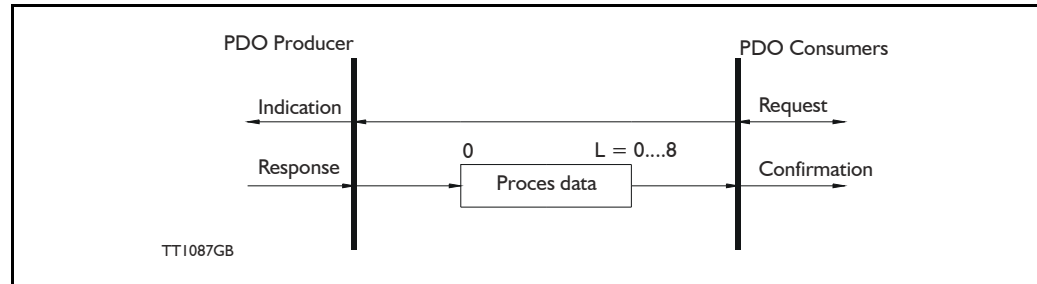 PDO Producer
PDO Consumers
Indication
Request
0
L = 0....8
Response
Proces data
Confirmation
TT1087GB